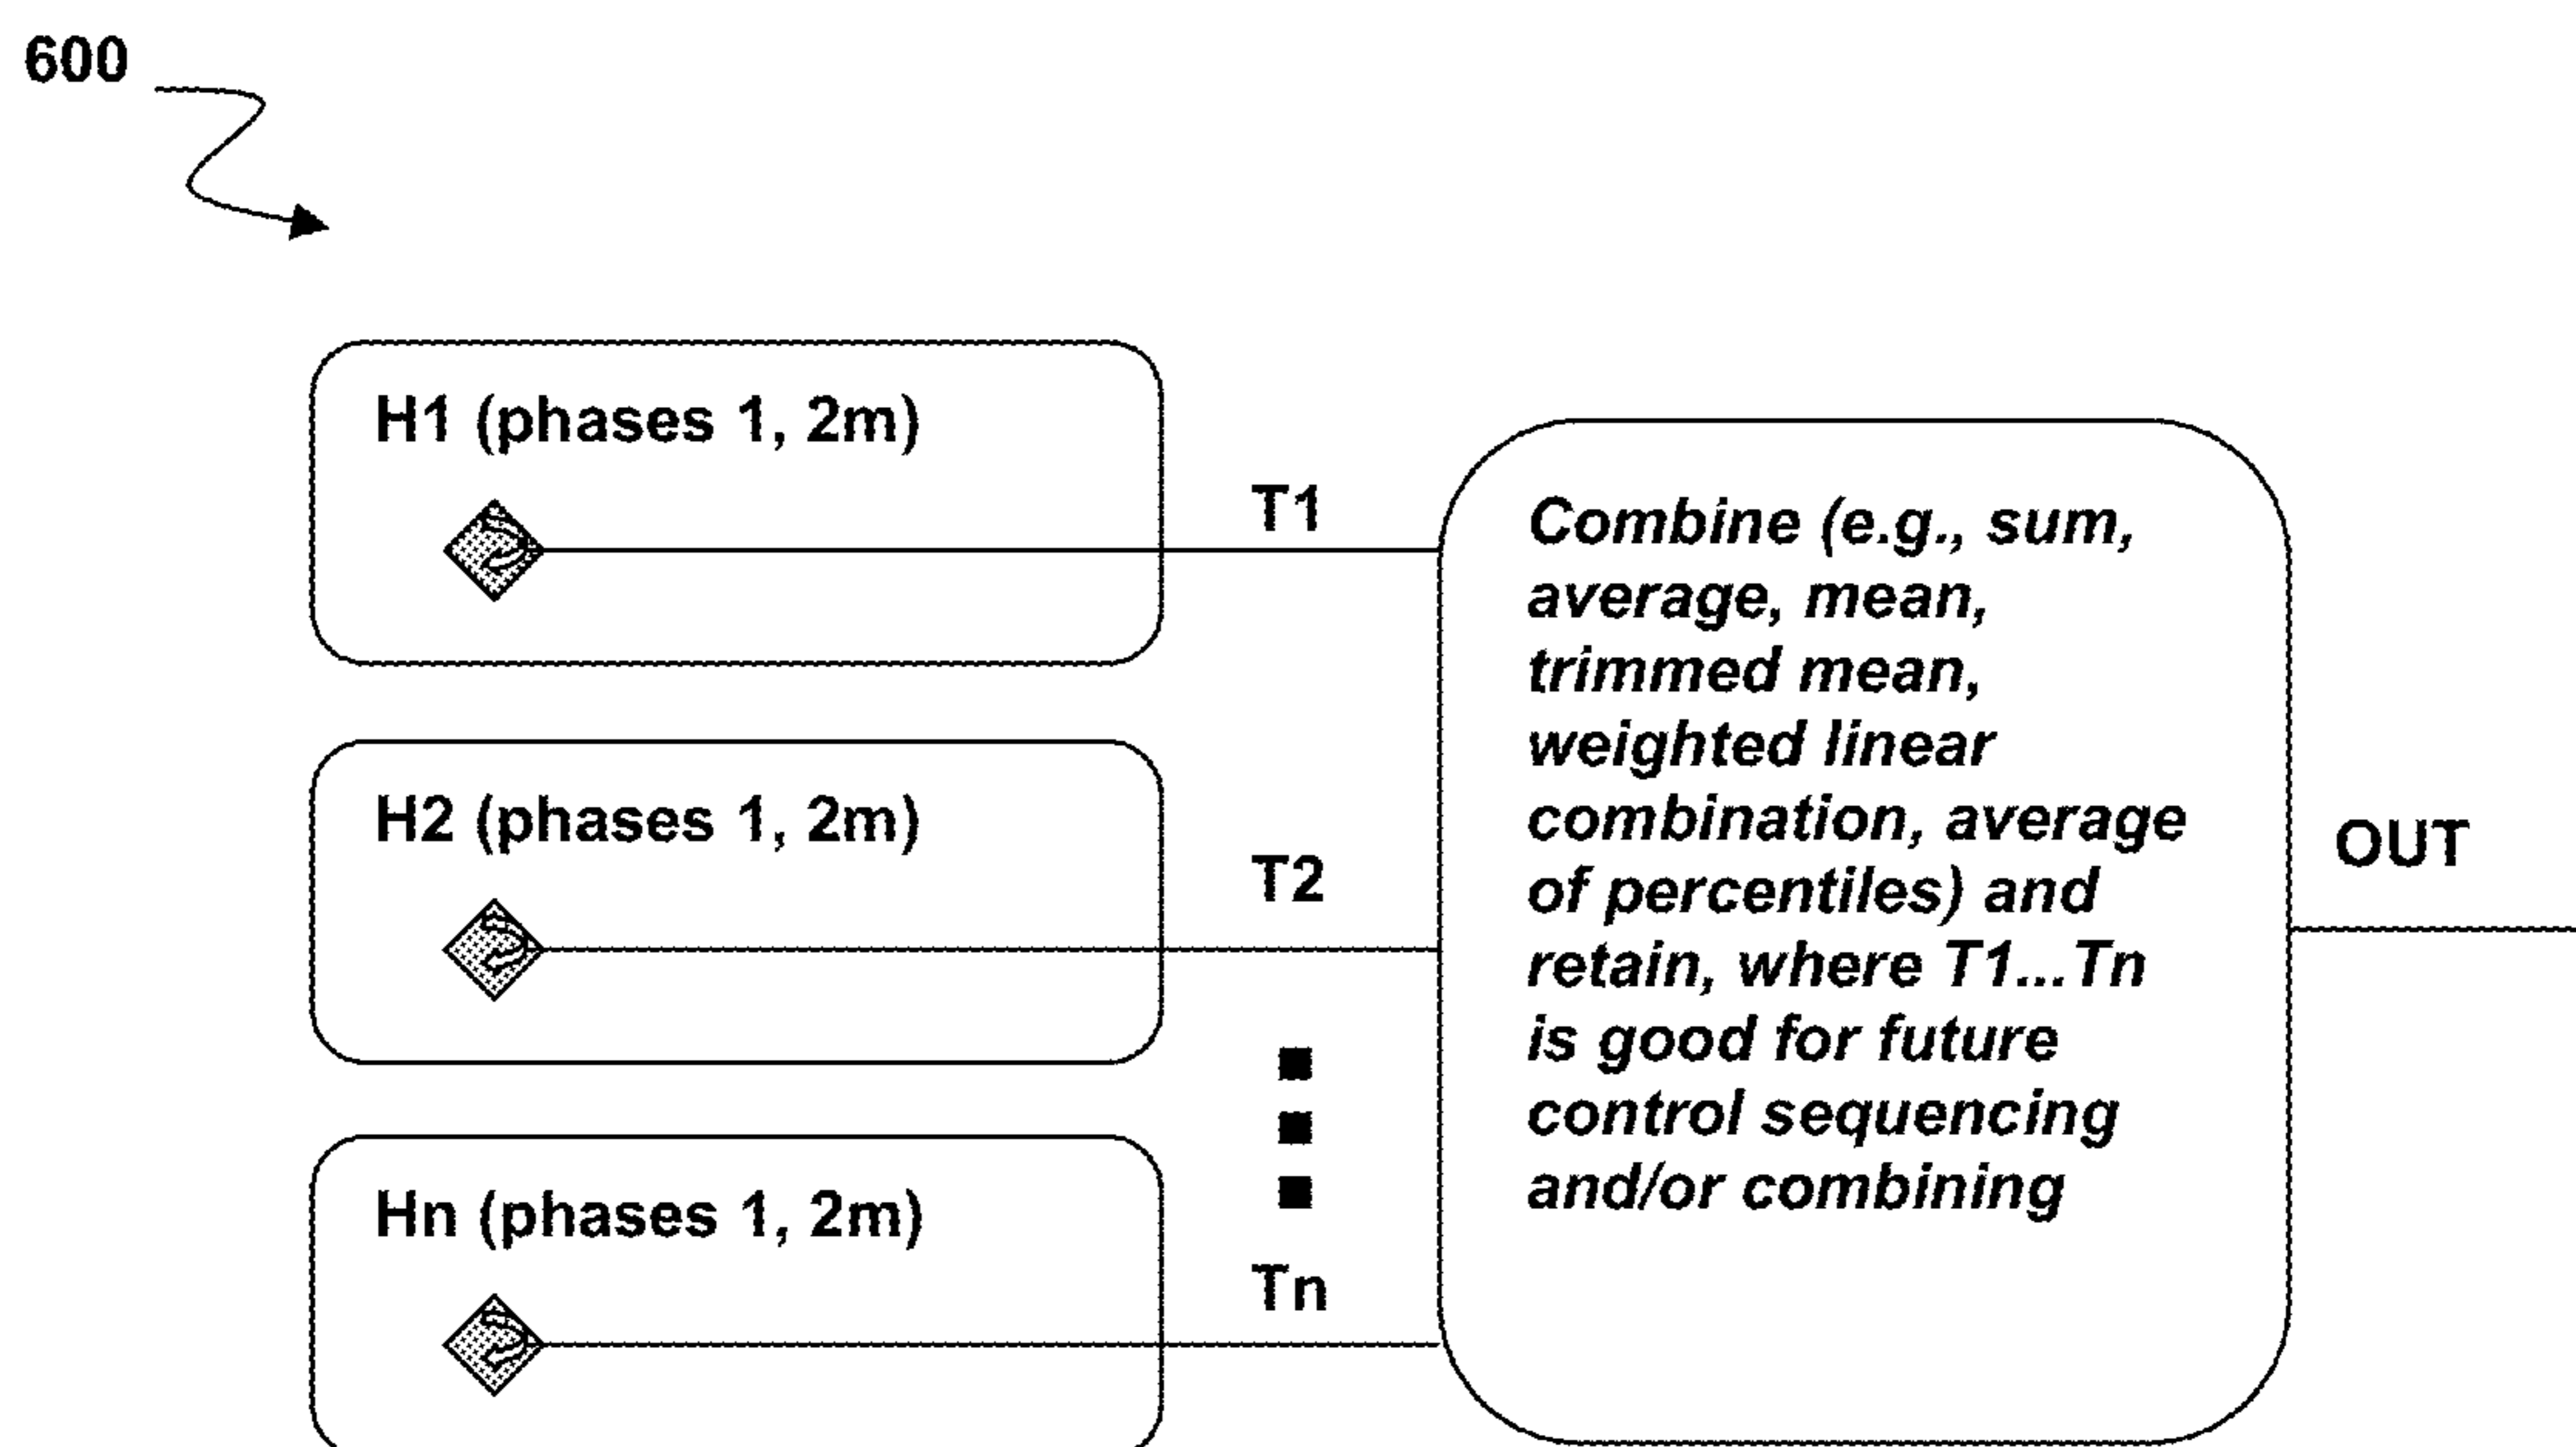 600
H1 (phases 1, 2m)
T1
H2 (phases 1, 2m)
T2
Hn (phases 1, 2m)
Tn
Combine (e.g., sum,
average, mean,
trimmed mean,
weighted linear
combination, average
of percentiles) and
retain, where T1...Tn
is good for future
control sequencing
and/or combining
OUT